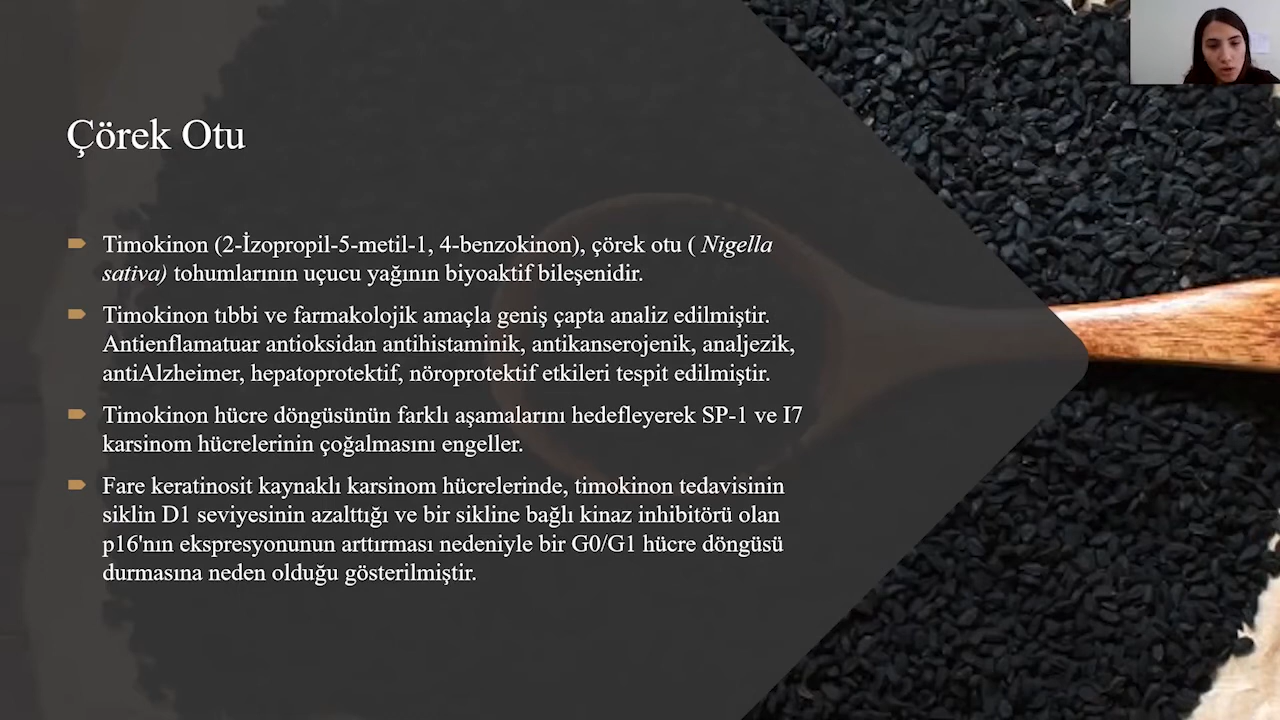 Çörek Otu
Timokinon (2-İzopropil-5-metil-1, 4-benzokinon), çörek otu ( Nigella
sativa) tohumlarının uçucu yağının biyoaktif bileşenidir.
Timokinon tıbbi ve farmakolojik amaçla geniş çapta analiz edilmiştir.
Antienflamatuar antioksidan antihistaminik, antikanserojenik, analjezik,
antiAlzheimer, hepatoprotektif, nöroprotektif etkileri tespit edilmiştir.
Timokinon hücre döngüsünün farklı aşamalarını hedefleyerek SP-1 ve I7
karsinom hücrelerinin çoğalmasını engeller.
Fare keratinosit kaynaklı karsinom hücrelerinde, timokinon tedavisinin
siklin D1 seviyesinin azalttığı ve bir sikline bağlı kinaz inhibitörü olan
p16'nın ekspresyonunun arttırması nedeniyle bir G0/G1 hücre döngüsü
durmasına neden olduğu gösterilmiştir.